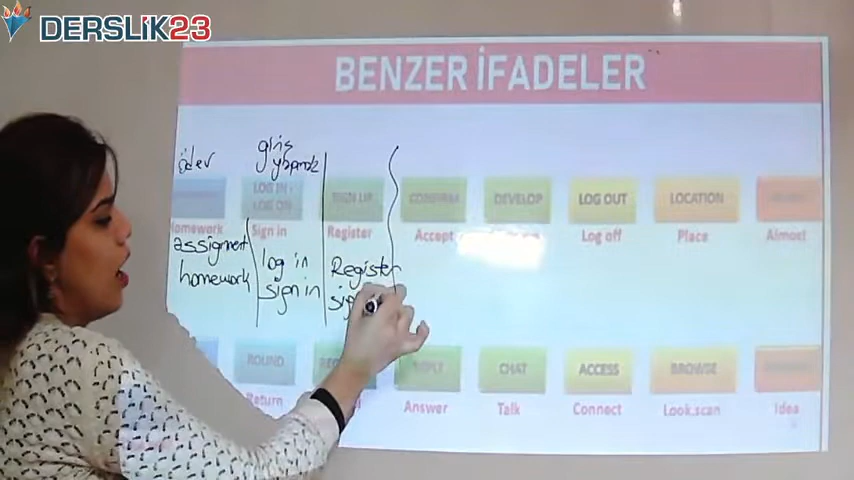 DERSLİK23
BENZER İFADELER
ödev
giriş
yapmak
LOG IN -
LOG ON
SIGN UP
CONFIRM
DEVELOP
LOG OUT
LOCATION
Homework
Sign in
Register
Accept
Log off
Place
Almost
assigment
homework
log in
sign in
Register
ROUND
CHAT
ACCESS
BROWSE
Return
Answer
Talk
Connect
Look.scan
Idea